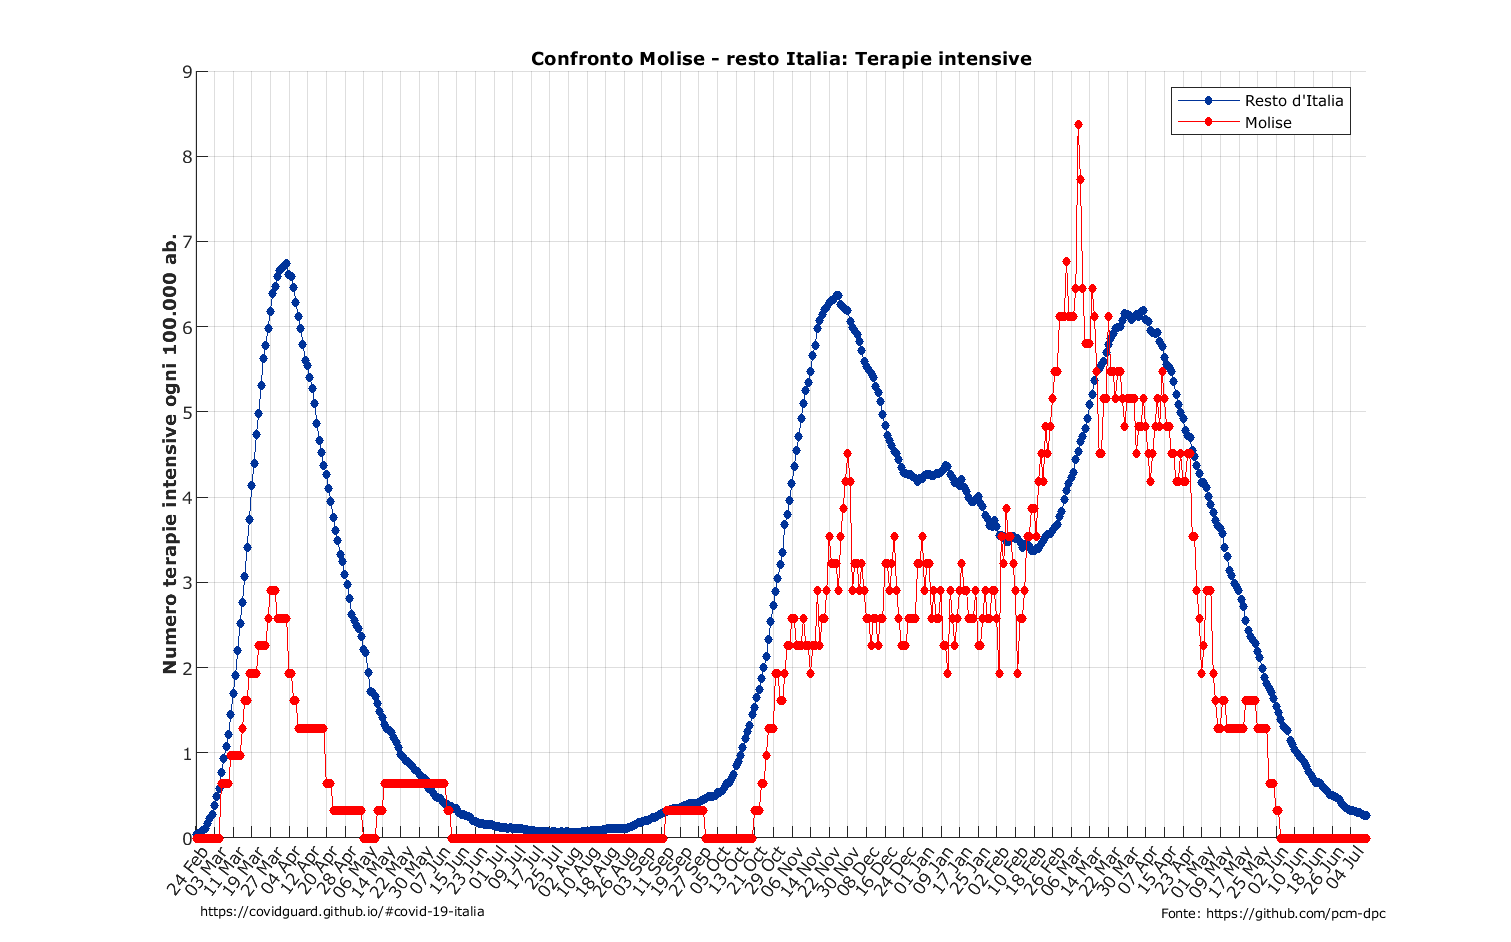 Confronto Molise - resto Italia: Terapie intensive
Resto d'Italia
Molise
Numero terapie intensive ogni 100.000 ab.
9
8
7
6
5
4
3
2
1
0
24 Feb
03 Mar
11 Mar
19 Mar
27 Mar
04 Apr
12 Apr
20 Apr
28 Apr
06 May
14 May
22 May
30 May
07 Jun
15 Jun
23 Jun
01 Jul
09 Jul
17 Jul
25 Jul
02 Aug
10 Aug
18 Aug
26 Aug
03 Sep
11 Sep
19 Sep
27 Sep
05 Oct
13 Oct
21 Oct
29 Oct
06 Nov
14 Nov
22 Nov
30 Nov
08 Dec
16 Dec
24 Dec
01 Jan
09 Jan
17 Jan
25 Jan
02 Feb
10 Feb
18 Feb
26 Feb
06 Mar
14 Mar
22 Mar
30 Mar
07 Apr
15 Apr
23 Apr
01 May
09 May
17 May
25 May
02 Jun
10 Jun
18 Jun
26 Jun
04 Jul
https://covidguard.github.io/#covid-19-italia
Fonte: https://github.com/pcm-dpc